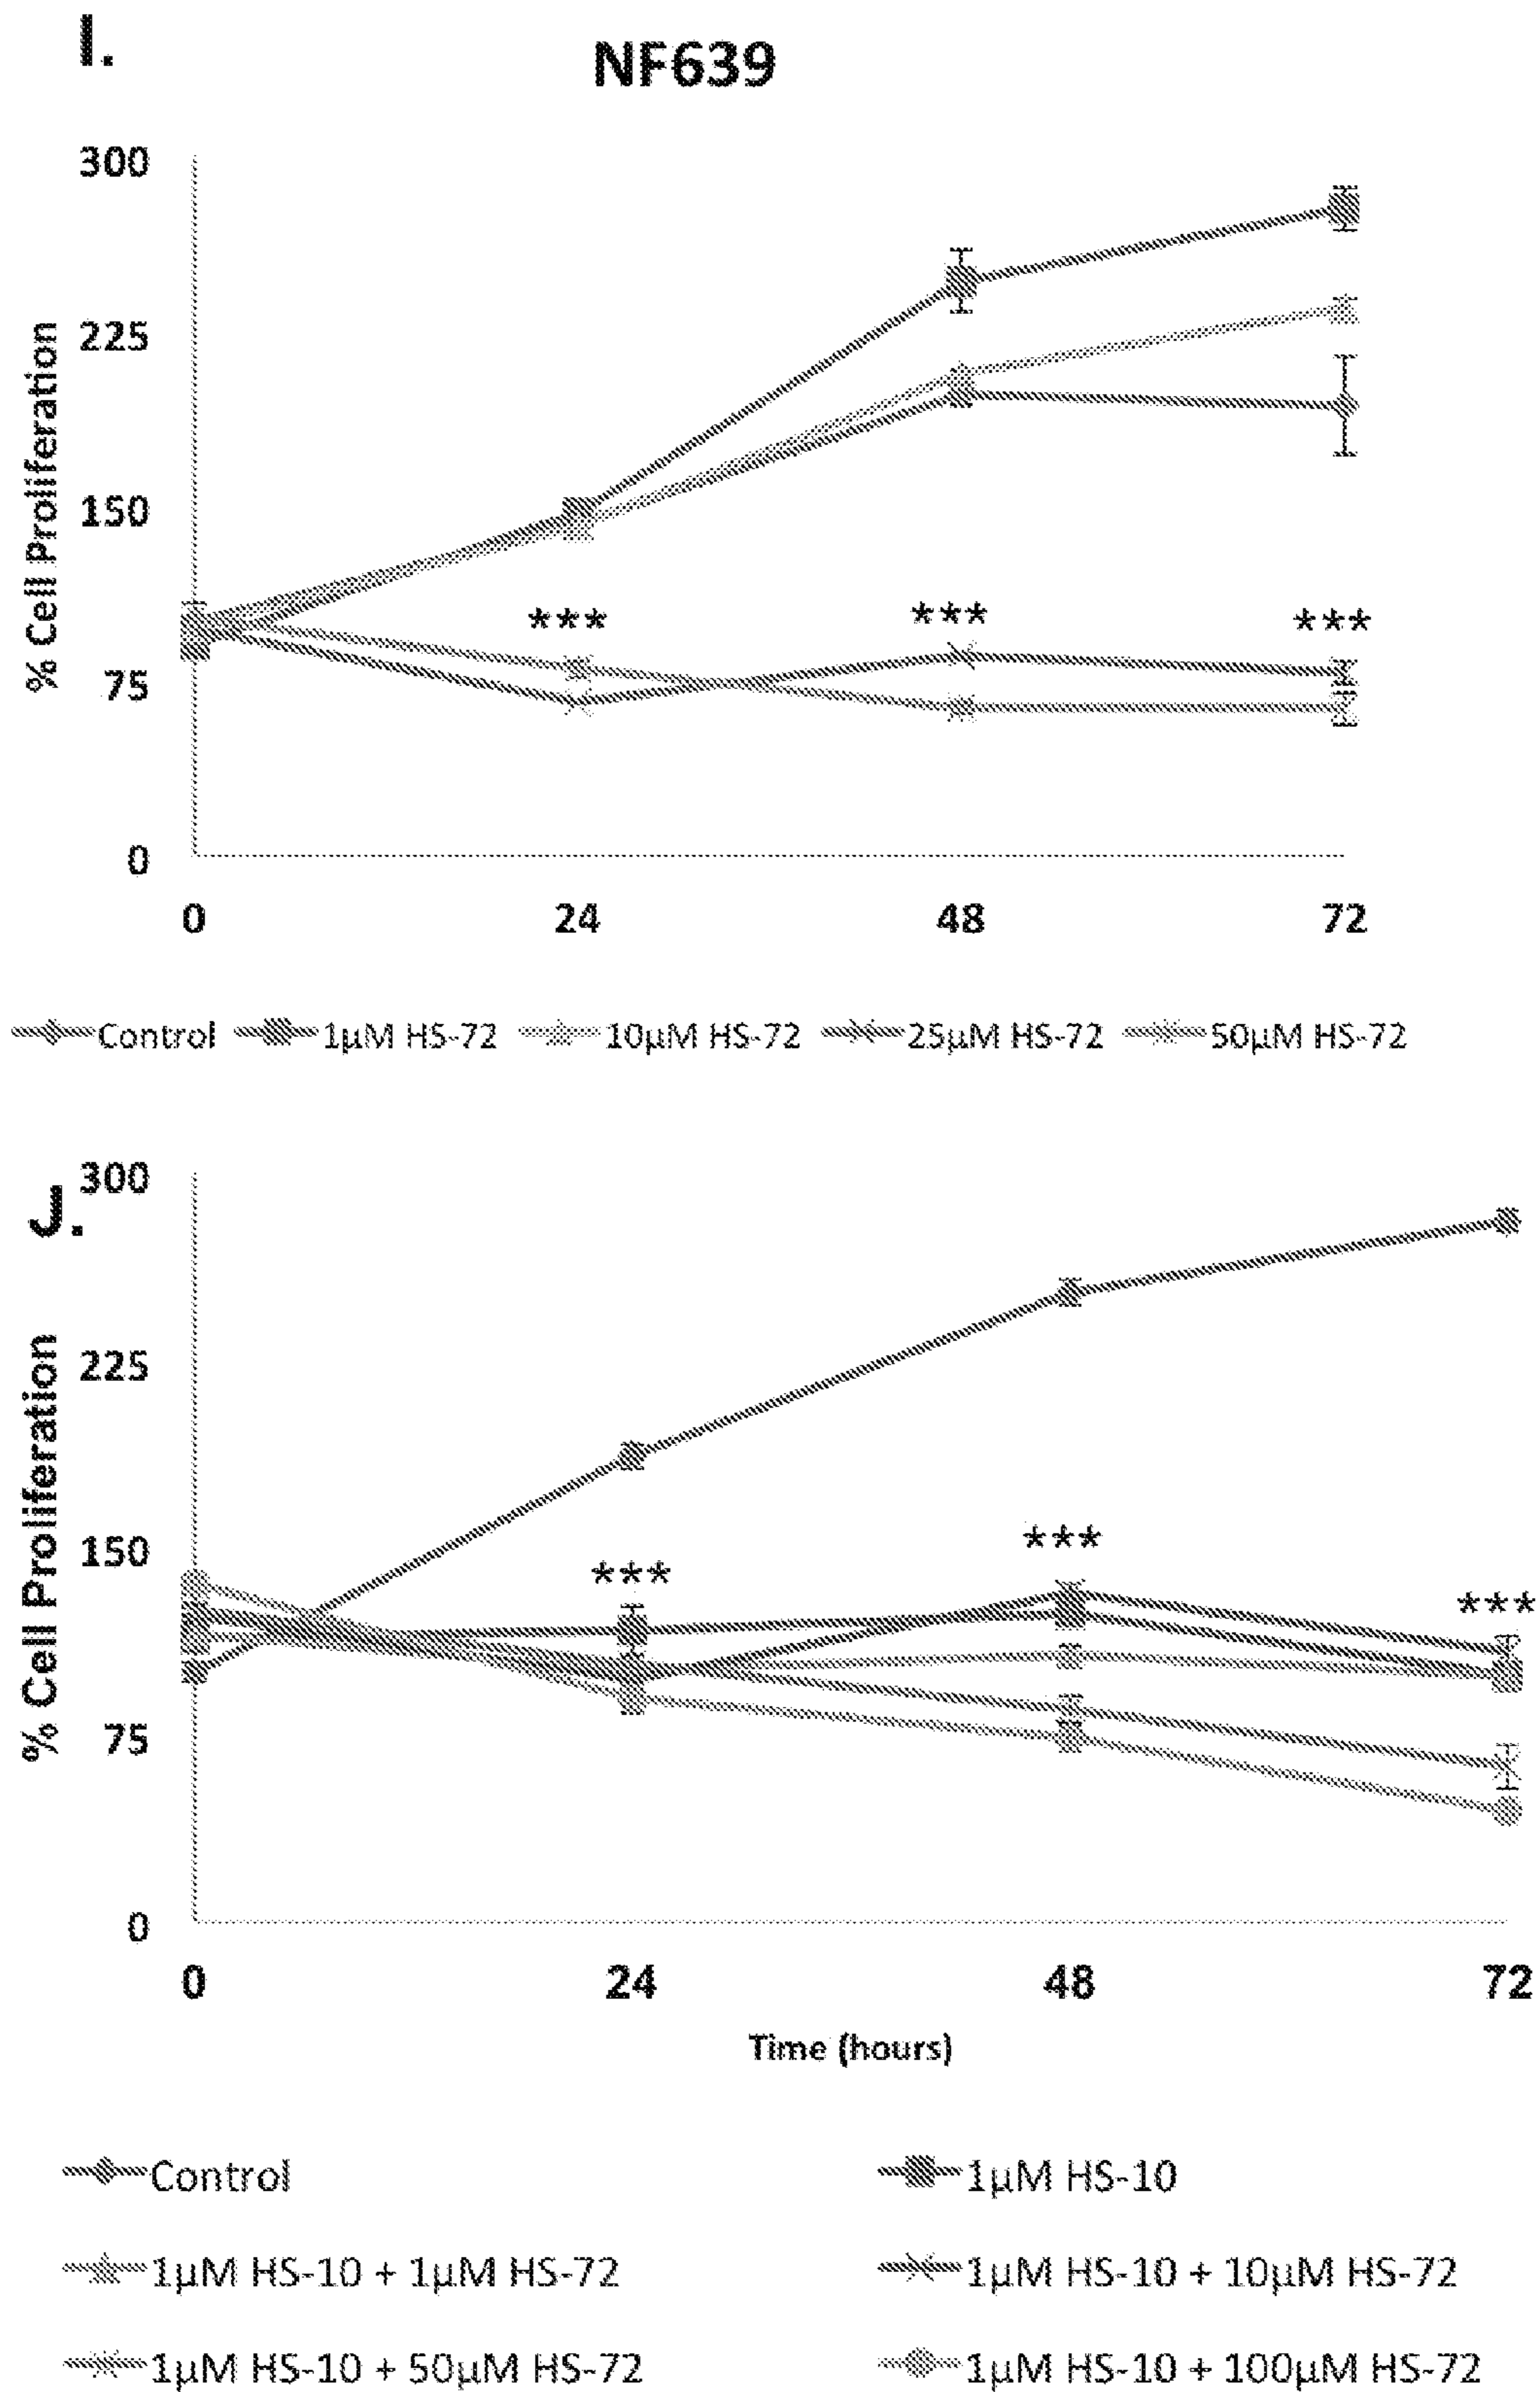 I.
NF639
300
225
150
75
0
% Cell Proliferation
***
***
***
0 24 48 72
Control 1µM HS-72 10µM HS-72 25µM HS-72 50µM HS-72
J.
300
225
150
75
0
% Cell Proliferation
***
***
***
0 24 48 72
Time (hours)
Control 1µM HS-10
1µM HS-10 + 1µM HS-72 1µM HS-10 + 10µM HS-72
1µM HS-10 + 50µM HS-72 1µM HS-10 + 100µM HS-72